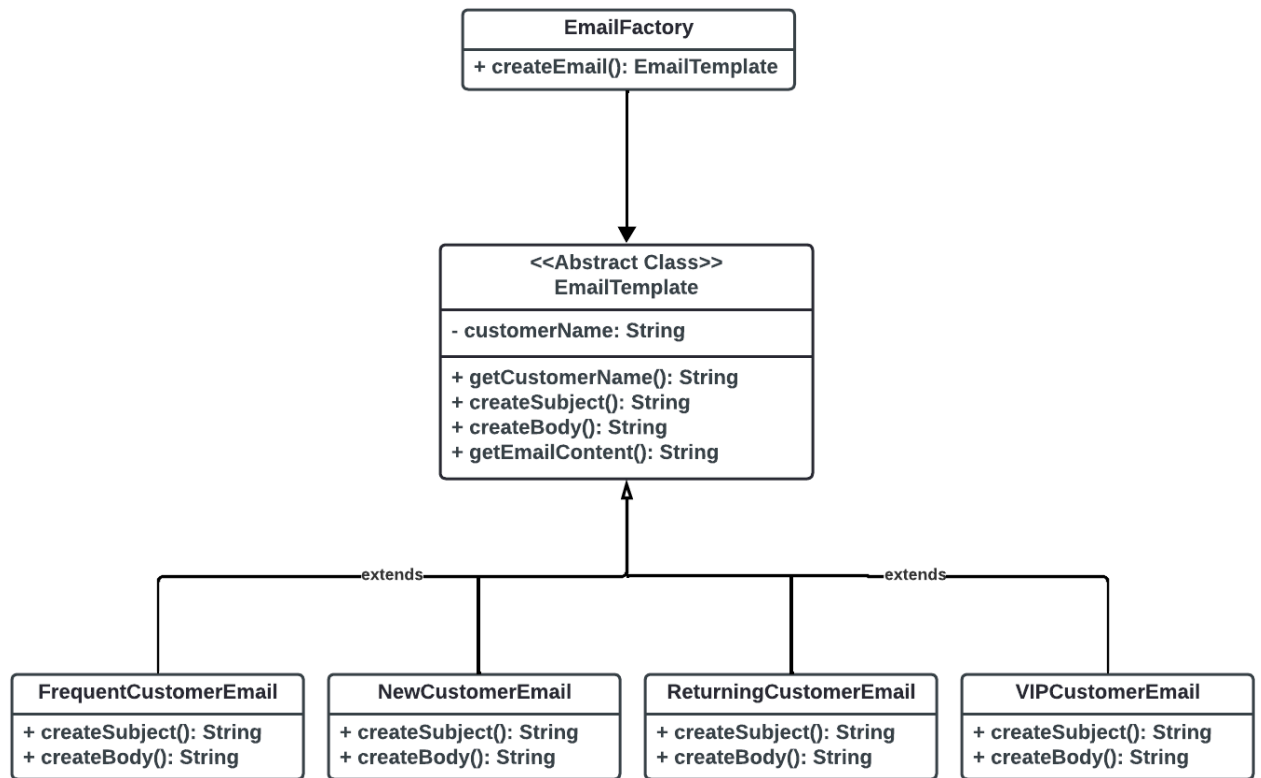 EmailFactory
+ createEmail(): EmailTemplate
<<Abstract Class>>
EmailTemplate
- customerName: String
+ getCustomerName(): String
+ createSubject(): String
+ createBody(): String
+ getEmailContent(): String
extends
extends
FrequentCustomerEmail
+ createSubject(): String
+ createBody(): String
NewCustomerEmail
+ createSubject(): String
+ createBody(): String
ReturningCustomerEmail
+ createSubject(): String
+ createBody(): String
VIPCustomerEmail
+ createSubject(): String
+ createBody(): String